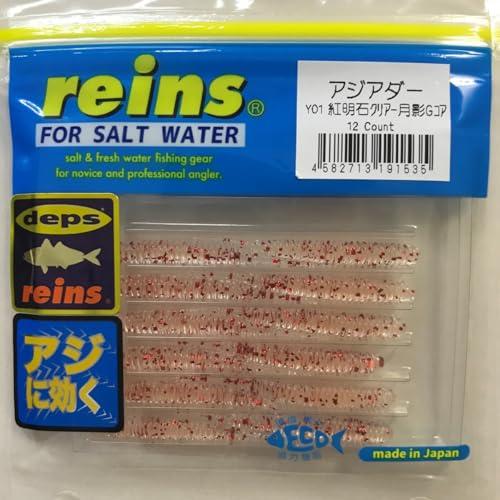 reins®
FOR SALT WATER
salt & fresh water fishing gear
for novice and professional angler.
アジアダー
Y01 紅明石クリアー月影Gコア
12 Count
4 582713 191535
deps
reins®
アジ
に効く
ECO
made in Japan